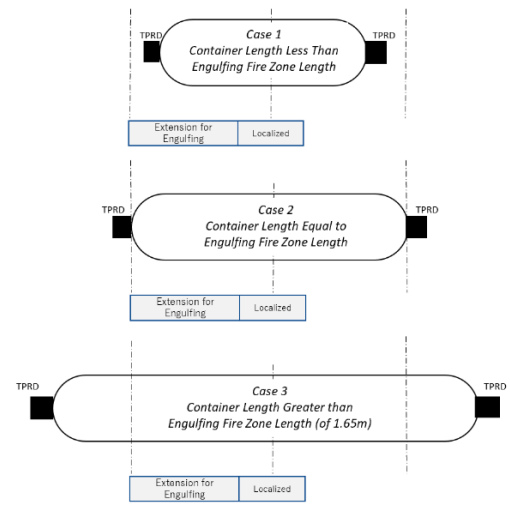 TPRD
TPRD
Case 1
Container Length Less Than
Engulfing Fire Zone Length
Extension for
Engulfing
Localized
TPRD
TPRD
Case 2
Container Length Equal to
Engulfing Fire Zone Length
Extension for
Engulfing
Localized
TPRD
TPRD
Case 3
Container Length Greater than
Engulfing Fire Zone Length (of 1.65m)
Extension for
Engulfing
Localized